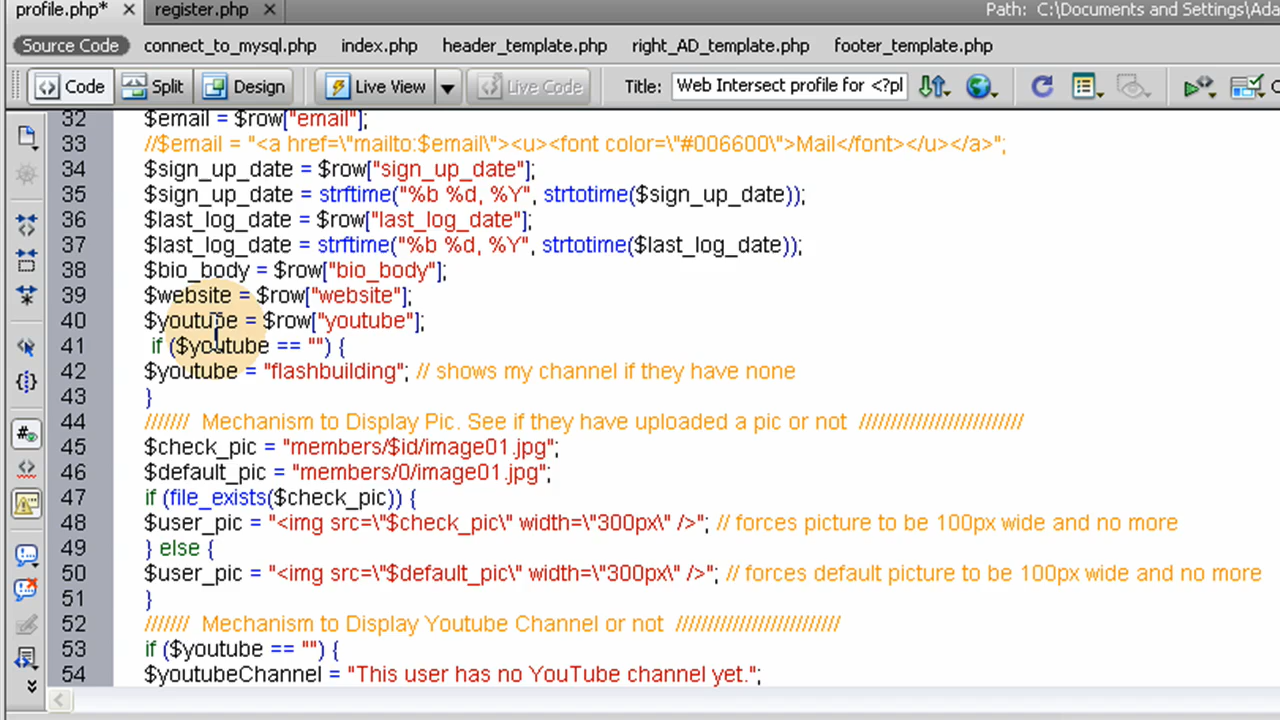 profile.php* × register.php × Path: C:\Documents and Settings\Ada
Source Code connect_to_mysql.php index.php header_template.php right_AD_template.php footer_template.php
Code Split Design Live View Live Code Title: Web Intersect profile for <?pl
32 $email = $row["email"];
33 //$email = "<a href=\"mailto:$email\"><u><font color=\"#006600\">Mail</font></u></a>";
34 $sign_up_date = $row["sign_up_date"];
35 $sign_up_date = strftime("%b %d, %Y", strtotime($sign_up_date));
36 $last_log_date = $row["last_log_date"];
37 $last_log_date = strftime("%b %d, %Y", strtotime($last_log_date));
38 $bio_body = $row["bio_body"];
39 $website = $row["website"];
40 $youtube = $row["youtube"];
41 if ($youtube == "") {
42 $youtube = "flashbuilding"; // shows my channel if they have none
43 }
44 /////// Mechanism to Display Pic. See if they have uploaded a pic or not //////////////////////////
45 $check_pic = "members/$id/image01.jpg";
46 $default_pic = "members/0/image01.jpg";
47 if (file_exists($check_pic)) {
48 $user_pic = "<img src=\"$check_pic\" width=\"300px\" />"; // forces picture to be 100px wide and no more
49 } else {
50 $user_pic = "<img src=\"$default_pic\" width=\"300px\" />"; // forces default picture to be 100px wide and no more
51 }
52 /////// Mechanism to Display Youtube Channel or not //////////////////////////
53 if ($youtube == "") {
54 $youtubeChannel = "This user has no YouTube channel yet.";